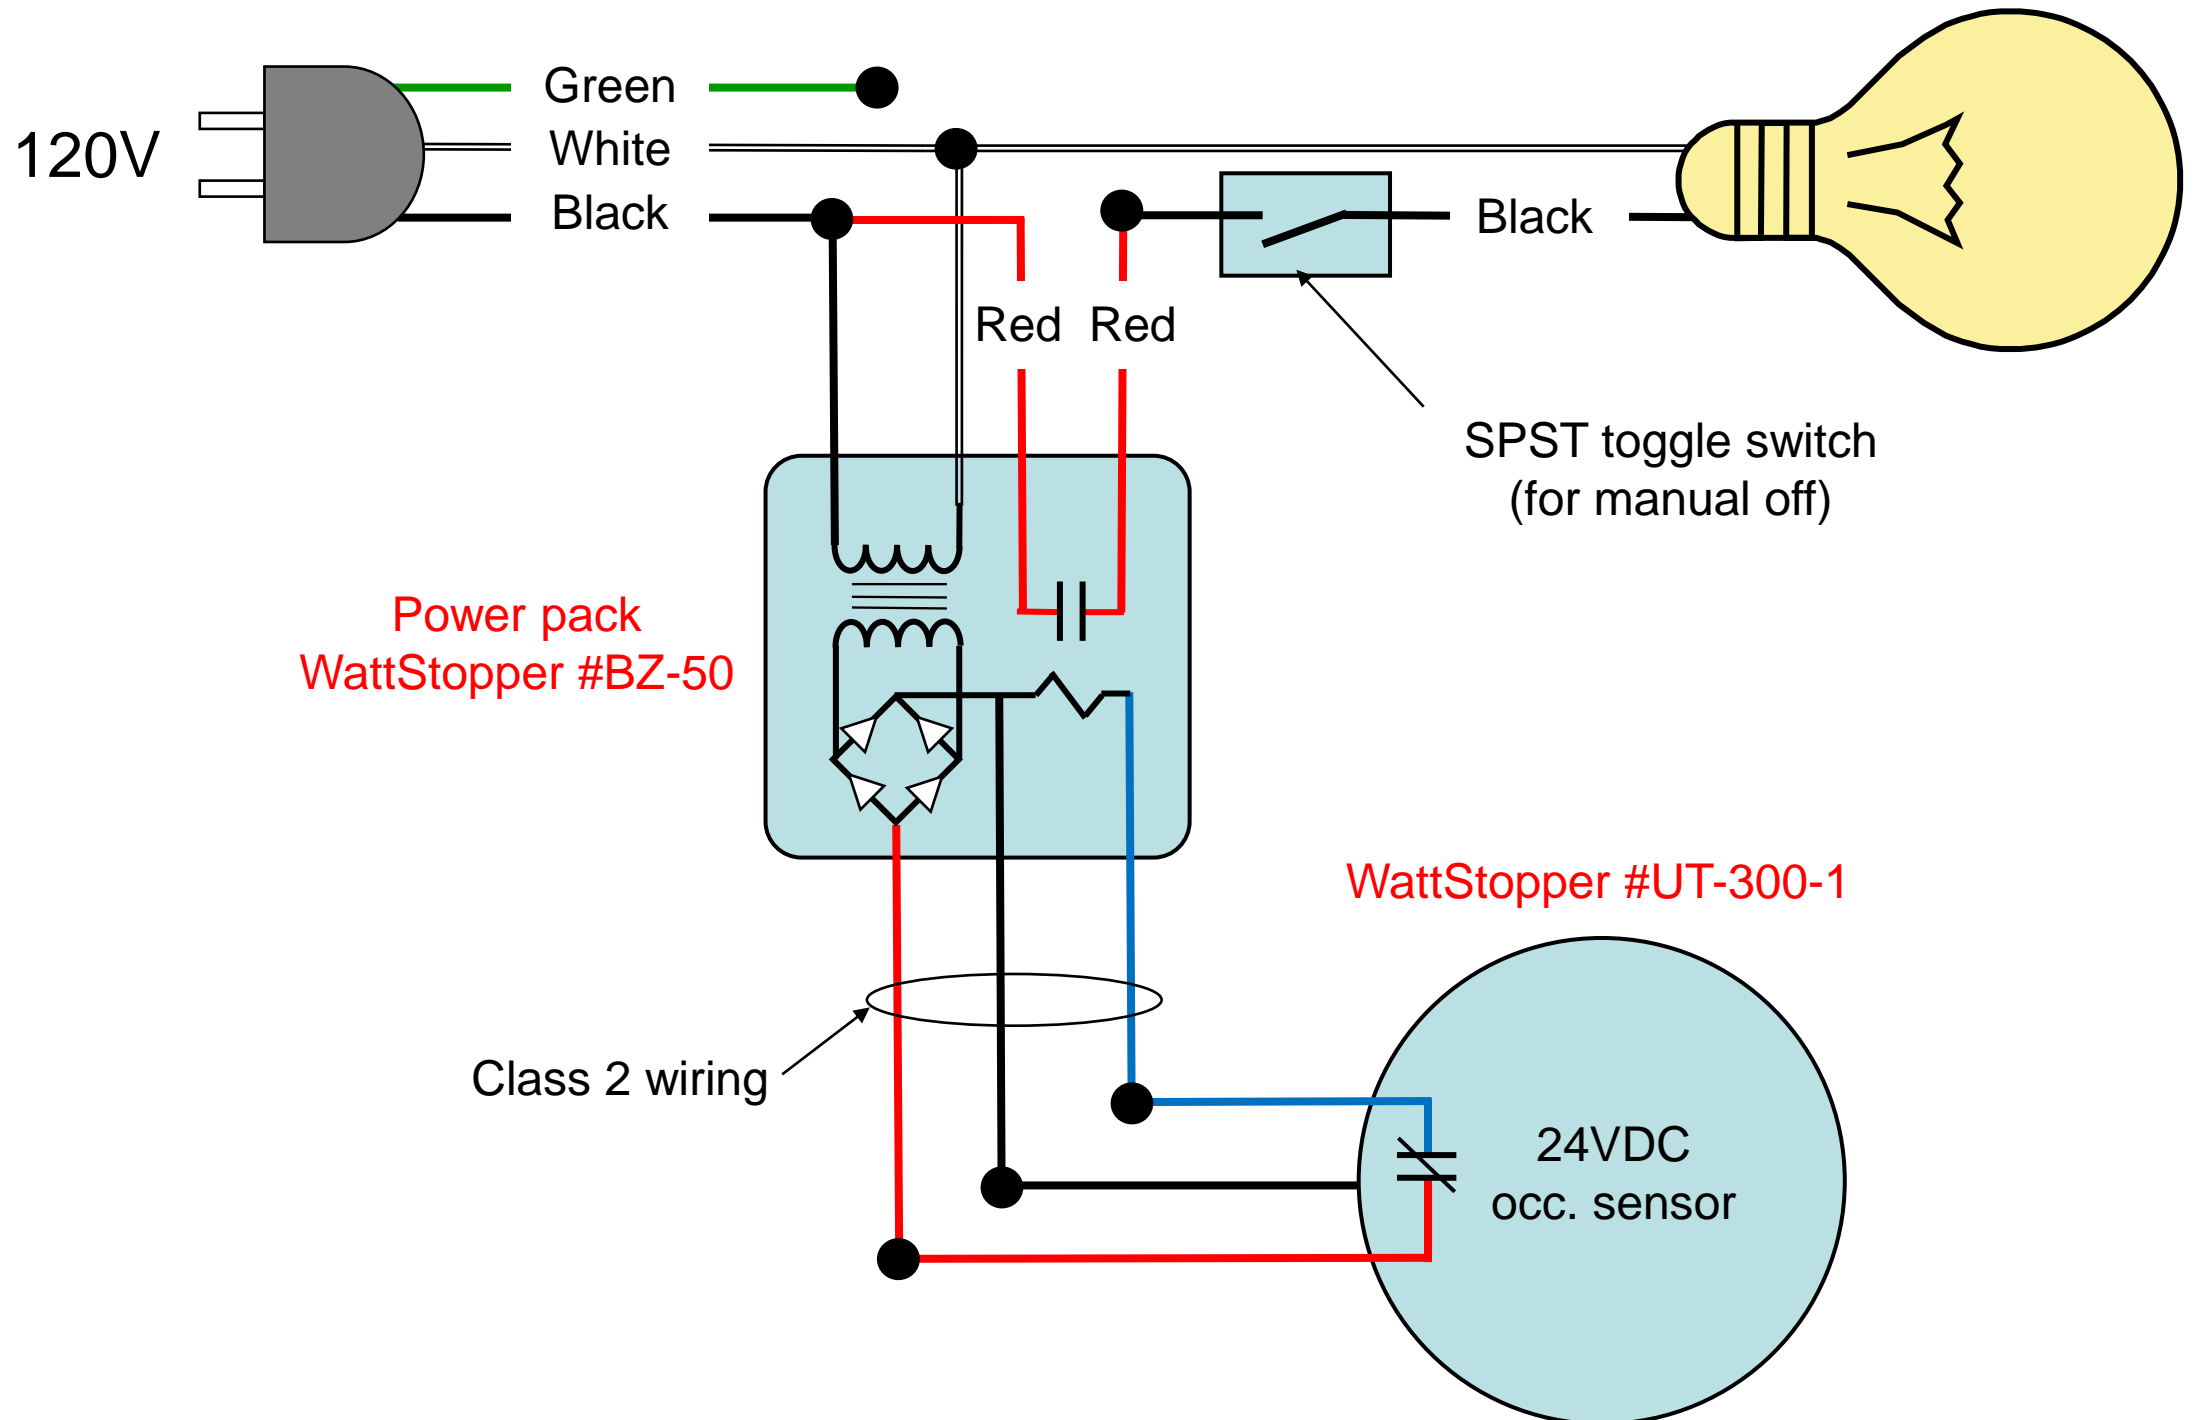 120V
Green
White
Black
Red Red
Black
SPST toggle switch
(for manual off)
Power pack
WattStopper #BZ-50
WattStopper #UT-300-1
Class 2 wiring
24VDC
occ. sensor